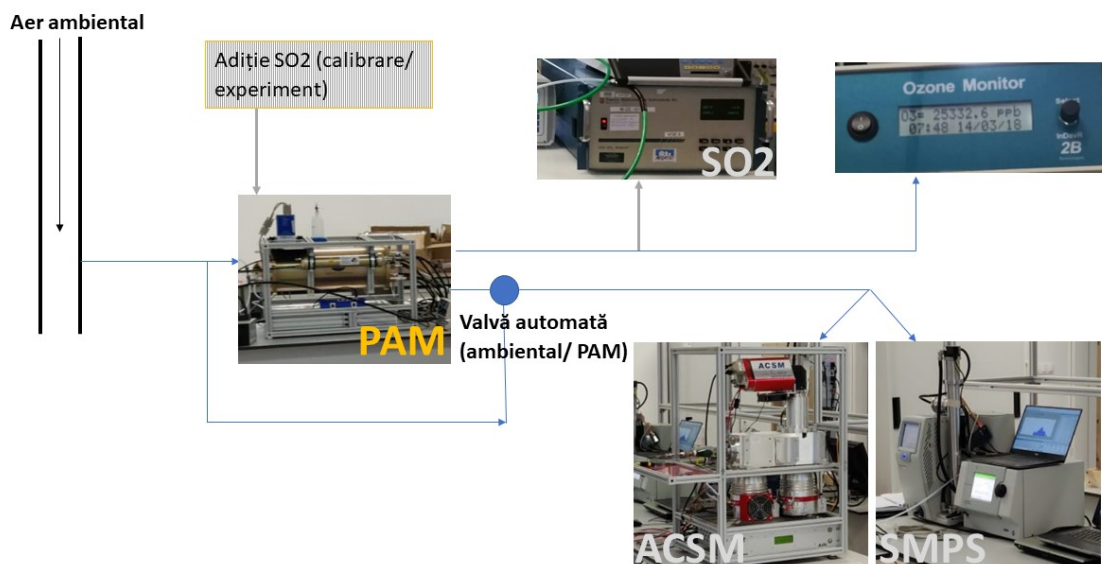 Aer ambiental
Adiție SO2 (calibrare/
experiment)
SO2
Ozone Monitor
O3= 25332.6 ppb
07:48 14/03/18
2B
PAM
Valvă automată
(ambiental/ PAM)
ACSM
ACSM
SMPS